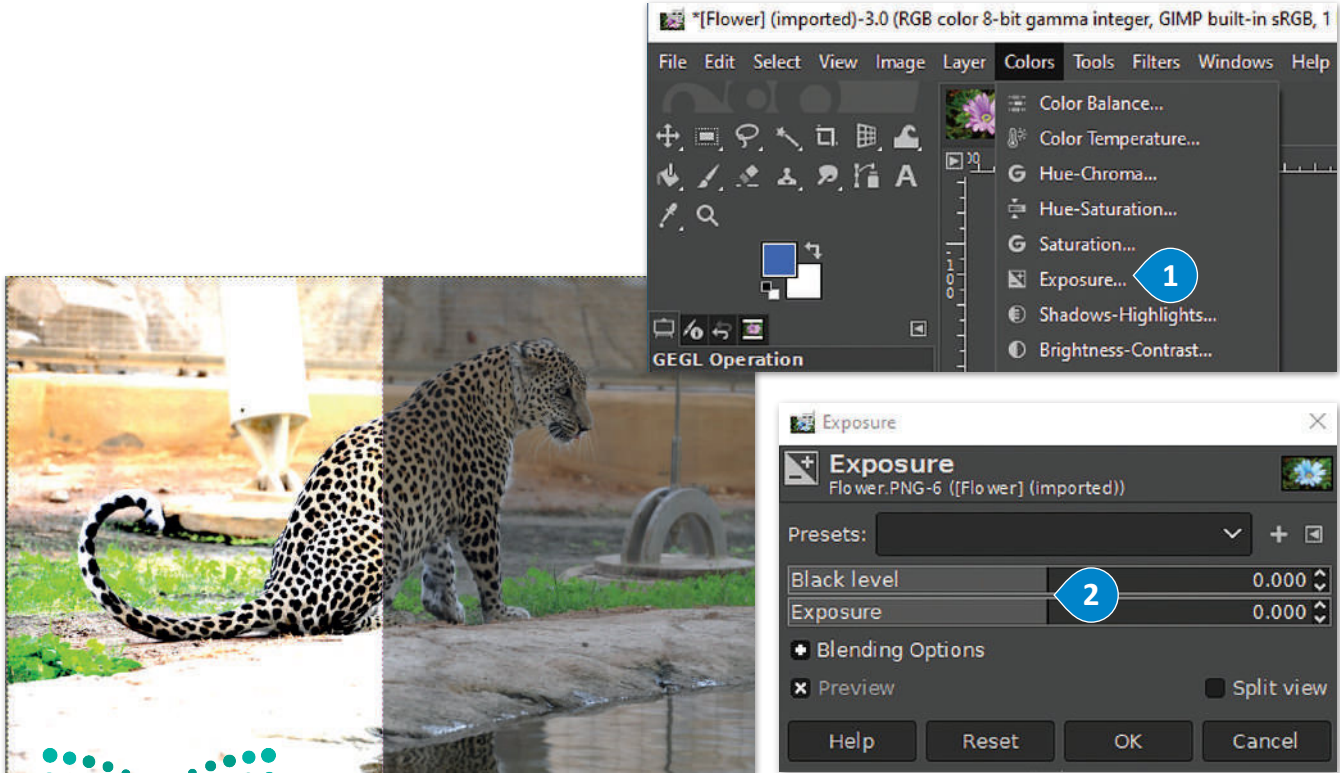 *[Flower] (imported)-3.0 (RGB color 8-bit gamma integer, GIMP built-in sRGB, 1
File Edit Select View Image Layer Colors Tools Filters Windows Help
Color Balance...
Color Temperature...
Hue-Chroma...
Hue-Saturation...
Saturation...
Exposure...
1
Shadows-Highlights...
Brightness-Contrast...
100
GEGL Operation
Exposure
Exposure
Flower.PNG-6 ([Flower] (imported))
Presets:
Black level 0.000
Exposure 0.000
2
Blending Options
Preview Split view
Help Reset OK Cancel